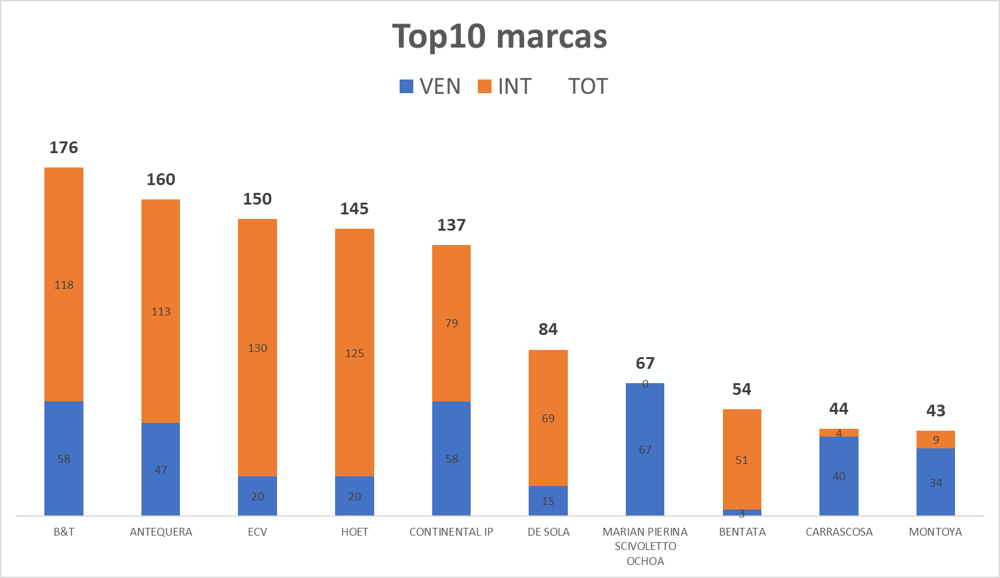 Top10 marcas
VEN INT TOT
176
160
150
145
137
84
67
54
44
43
118
113
130
125
79
69
0
51
4
9
58
47
20
20
58
15
67
3
40
34
B&T
ANTEQUERA
ECV
HOET
CONTINENTAL IP
DE SOLA
MARIAN PIERINA
SCIVOLETTO
OCHOA
BENTATA
CARRASCOSA
MONTOYA